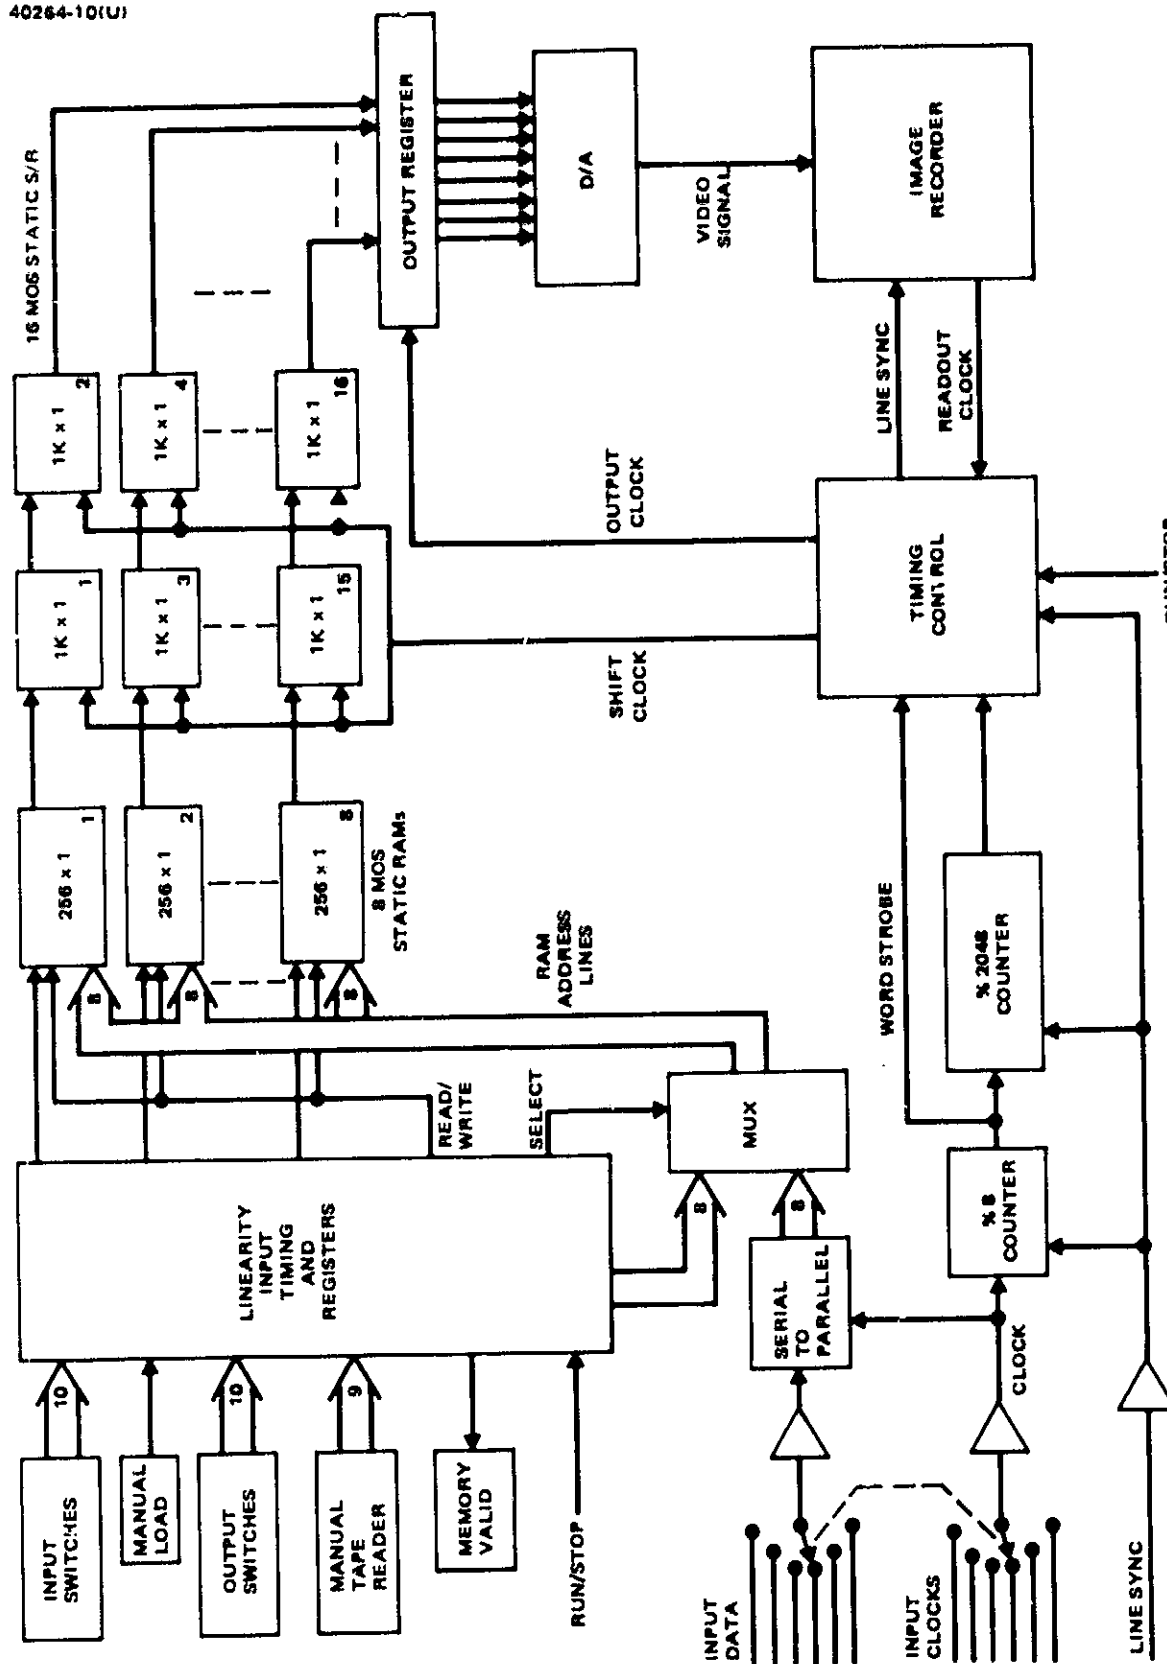 40264-10(U)
INPUT
SWITCHES
10
MANUAL
LOAD
OUTPUT
SWITCHES
10
MANUAL
TAPE
READER
9
MEMORY
VALID
RUN/STOP
LINEARITY
INPUT
TIMING
AND
REGISTERS
READ/
WRITE
SELECT
8
8
8
256 x 1
1
256 x 1
2
256 x 1
8
8 MOS
STATIC RAMs
RAM
ADDRESS
LINES
1K x 1
1
1K x 1
3
1K x 1
15
1K x 1
2
1K x 1
4
1K x 1
16
16 MOS STATIC S/R
OUTPUT REGISTER
D/A
VIDEO
SIGNAL
IMAGE
RECORDER
INPUT
DATA
SERIAL
TO
PARALLEL
8
8
MUX
SHIFT
CLOCK
OUTPUT
CLOCK
INPUT
CLOCKS
CLOCK
% 8
COUNTER
WORD STROBE
% 2048
COUNTER
TIMING
CONTROL
LINE SYNC
READOUT
CLOCK
LINE SYNC